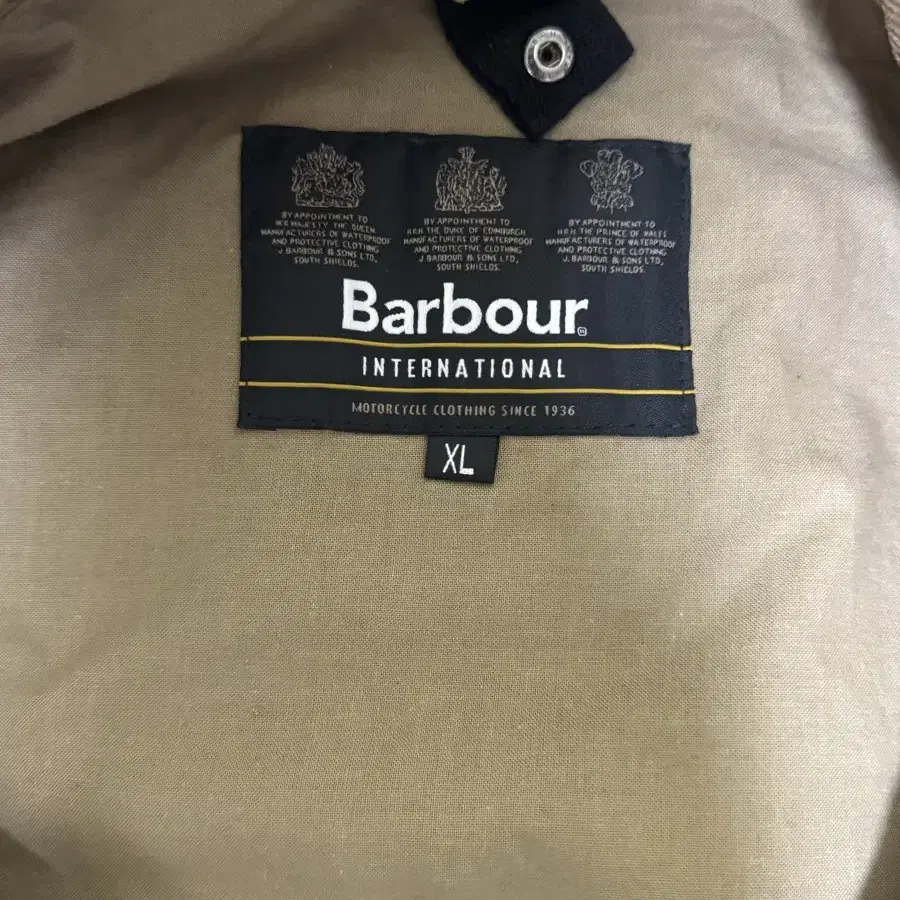 BY APPOINTMENT TO
H.R MAJESTY THE QUEEN
MANUFACTURERS OF WATERPROOF
AND PROTECTIVE CLOTHING
J. BARBOUR & SONS LTD,
SOUTH SHIELDS.
BY APPOINTMENT TO
H.R.H. THE DUKE OF EDINBURGH
MANUFACTURERS OF WATERPROOF
AND PROTECTIVE CLOTHING
J. BARBOUR & SONS LTD,
SOUTH SHIELDS.
BY APPOINTMENT TO
H.R.H THE PRINCE OF WALES
MANUFACTURERS OF WATERPROOF
AND PROTECTIVE CLOTHING
J. BARBOUR & SONS LTD,
SOUTH SHIELDS.
Barbour®
INTERNATIONAL
MOTORCYCLE CLOTHING SINCE 1936
XL